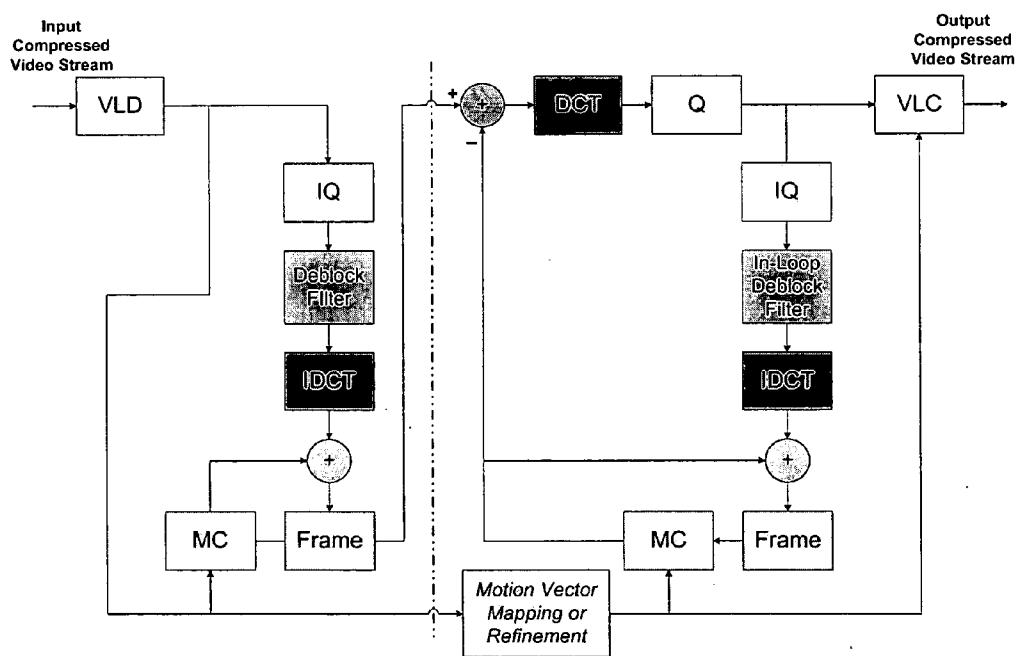 Input
Compressed
Video Stream
Output
Compressed
Video Stream
VLD
+
+
−
DCT
Q
VLC
IQ
IQ
Deblock
Filter
In-Loop
Deblock
Filter
IDCT
IDCT
+
+
MC
Frame
MC
Frame
Motion Vector
Mapping or
Refinement